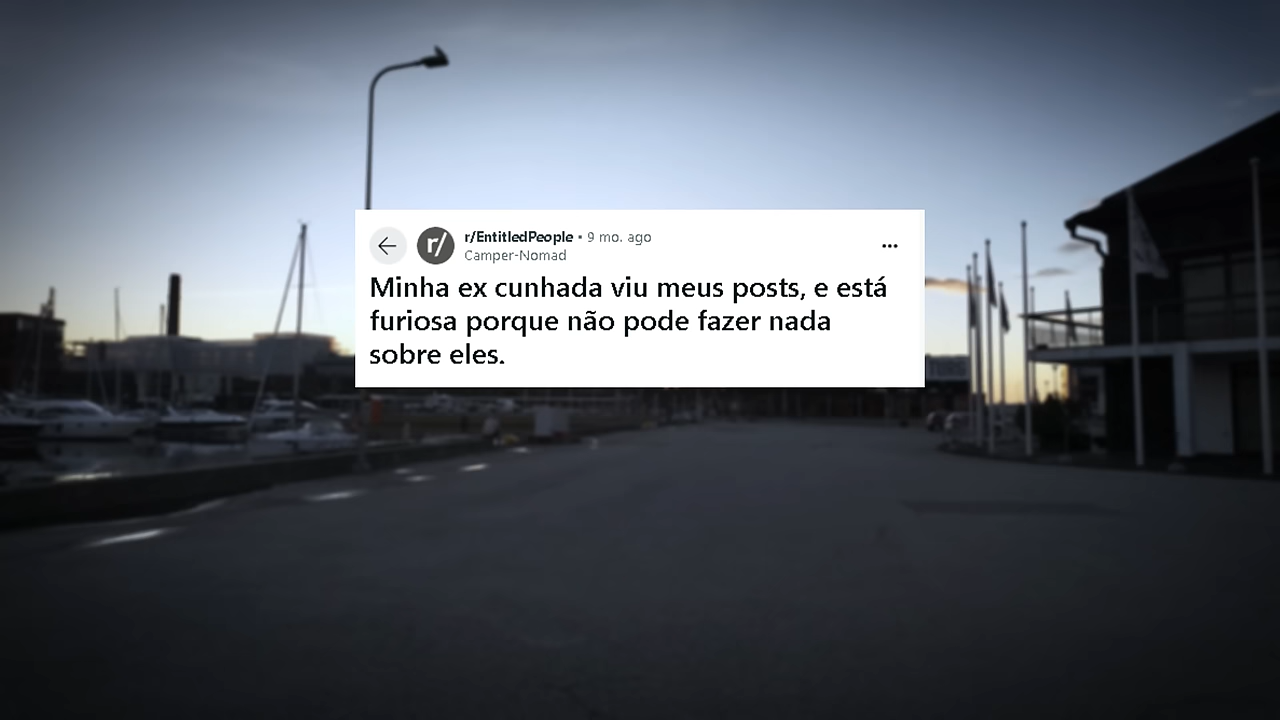 r/EntitledPeople • 9 mo. ago
Camper-Nomad
Minha ex cunhada viu meus posts, e está
furiosa porque não pode fazer nada
sobre eles.